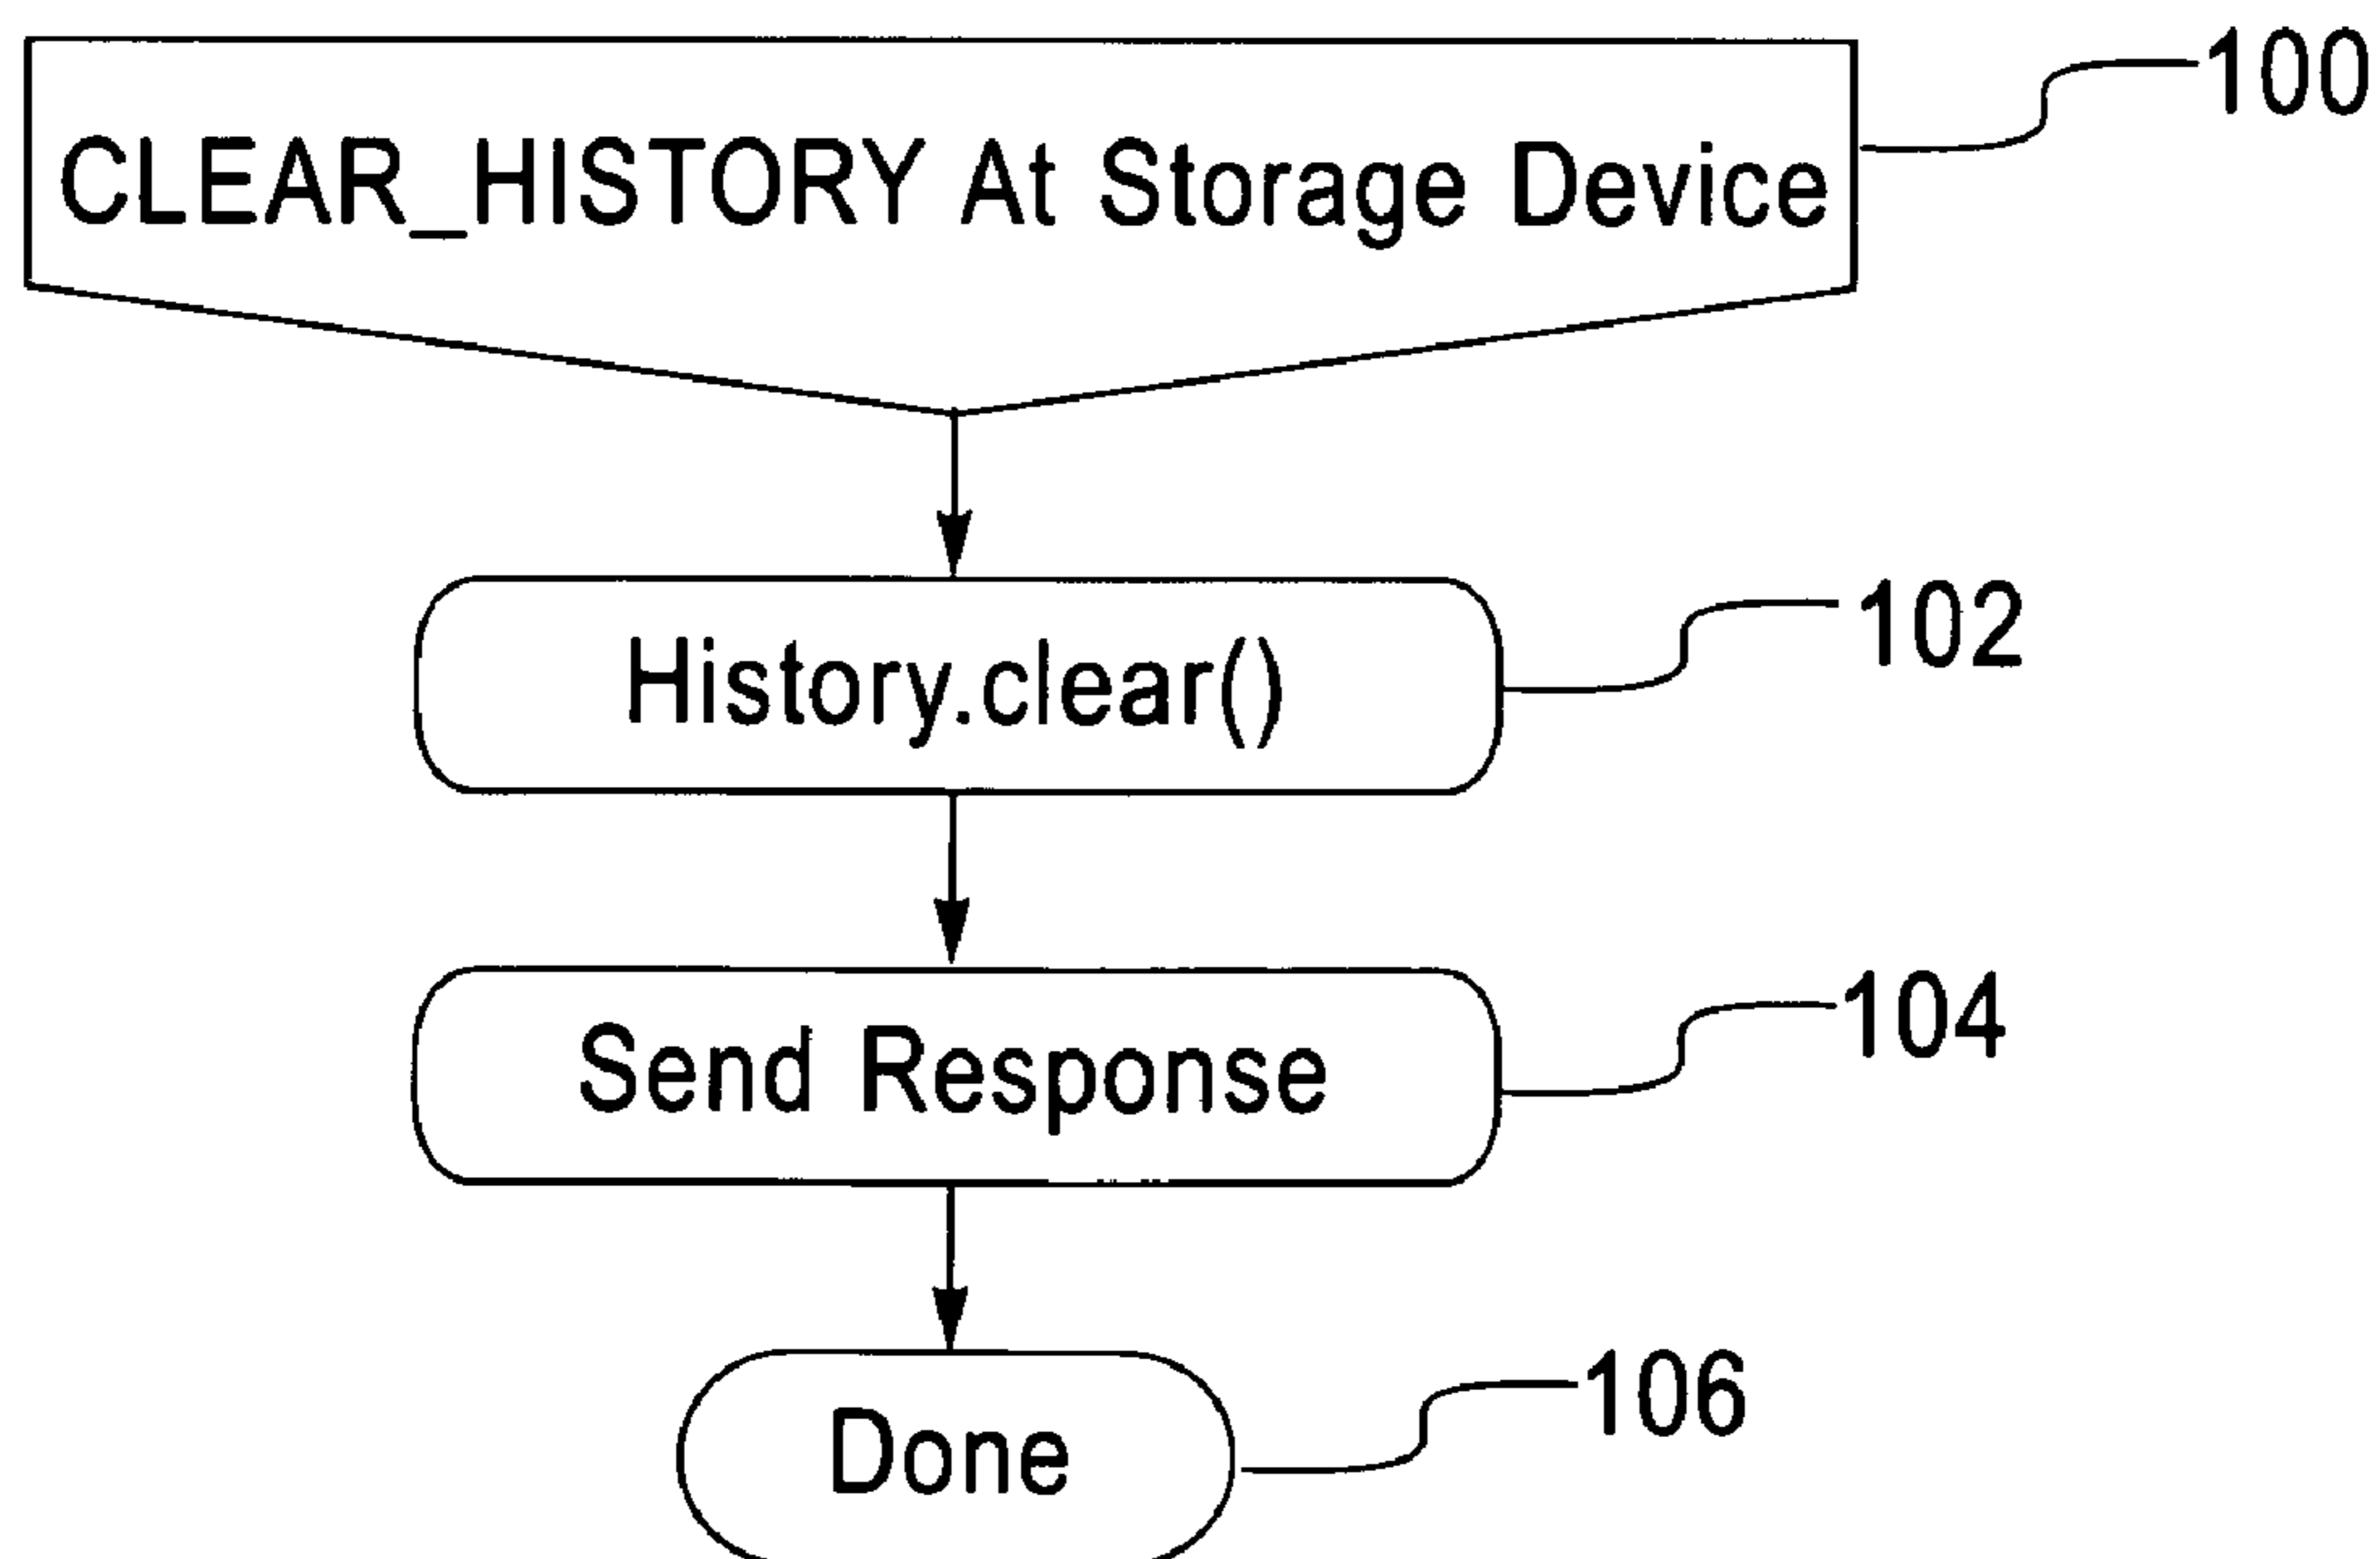 100
CLEAR_HISTORY At Storage Device
102
History.clear()
104
Send Response
106
Done